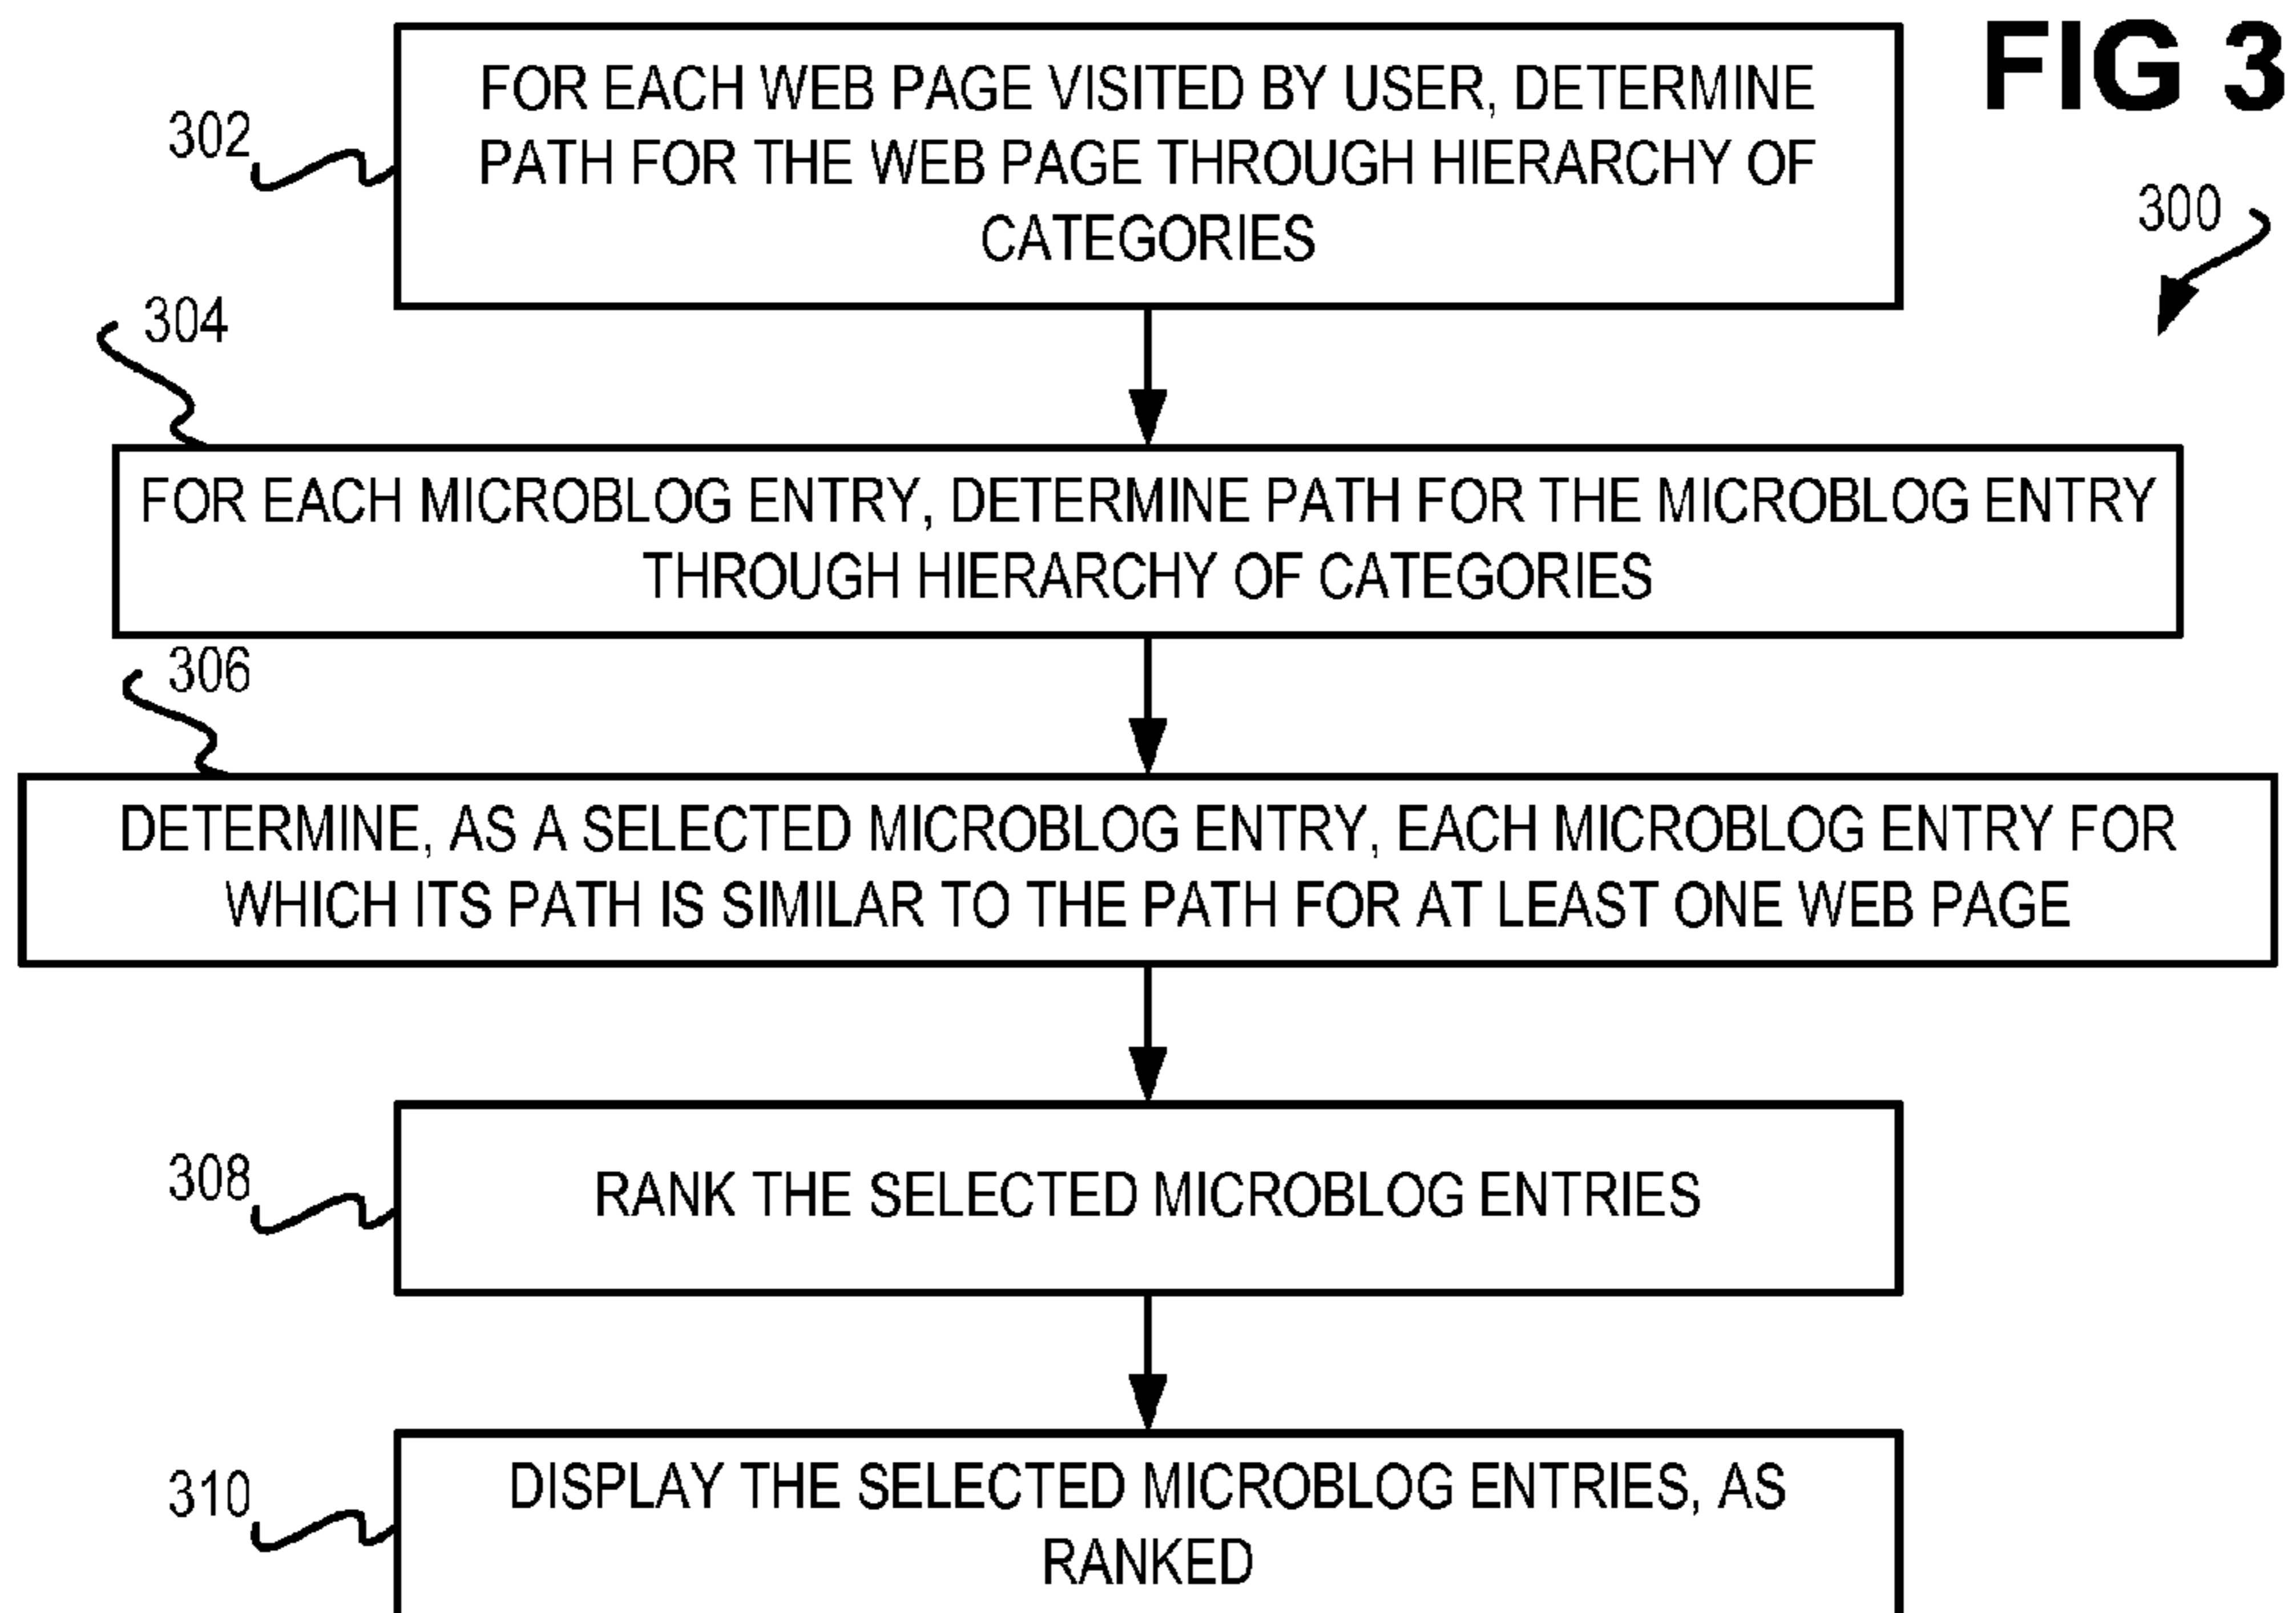 FIG 3
300
302
FOR EACH WEB PAGE VISITED BY USER, DETERMINE
PATH FOR THE WEB PAGE THROUGH HIERARCHY OF
CATEGORIES
304
FOR EACH MICROBLOG ENTRY, DETERMINE PATH FOR THE MICROBLOG ENTRY
THROUGH HIERARCHY OF CATEGORIES
306
DETERMINE, AS A SELECTED MICROBLOG ENTRY, EACH MICROBLOG ENTRY FOR
WHICH ITS PATH IS SIMILAR TO THE PATH FOR AT LEAST ONE WEB PAGE
308
RANK THE SELECTED MICROBLOG ENTRIES
310
DISPLAY THE SELECTED MICROBLOG ENTRIES, AS
RANKED